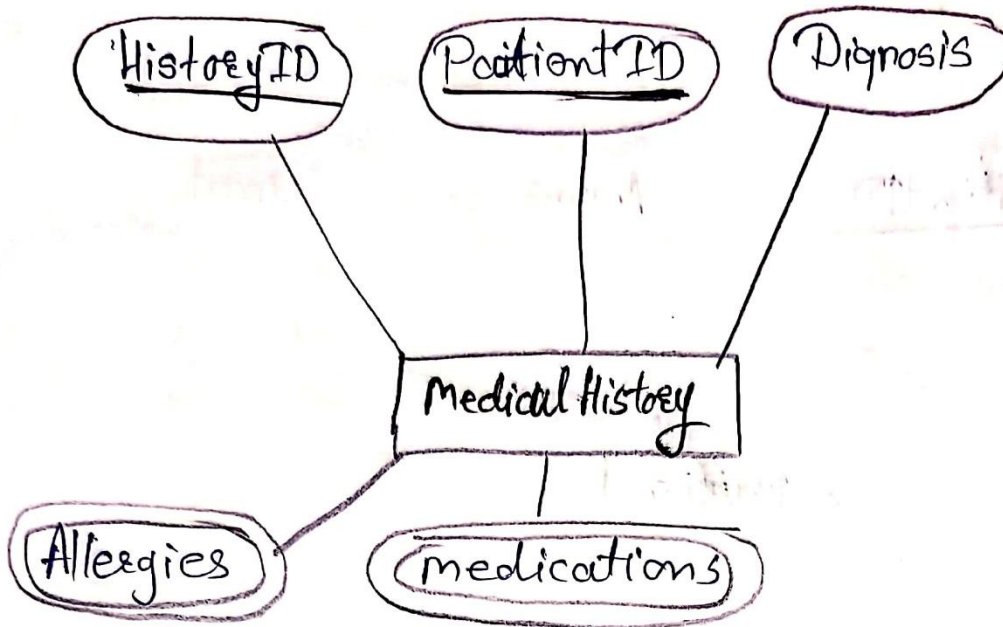 HistoryID
PatientID
Dignosis
Medical History
Allergies
medications